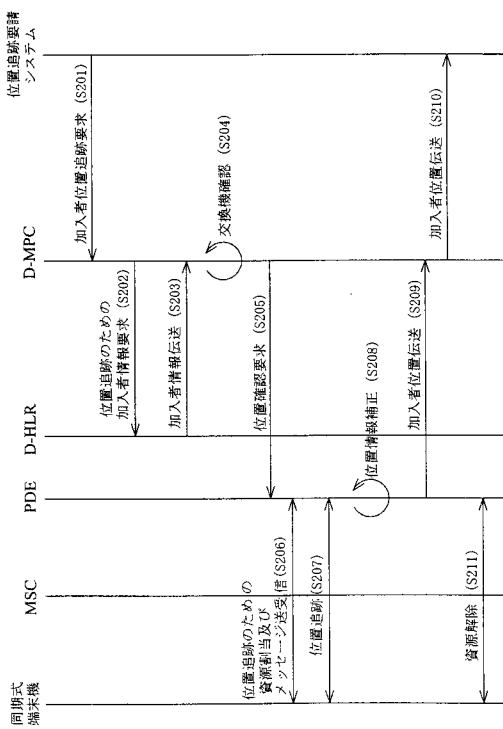 同期式
端末機
MSC
PDE
D-HLR
D-MPC
位置追跡要請
システム
加入者位置追跡要求 (S201)
位置追跡のための
加入者情報要求 (S202)
加入者情報伝送 (S203)
交換機確認 (S204)
位置確認要求 (S205)
位置追跡のための
資源割当及び
メッセージ送受信(S206)
位置追跡 (S207)
位置情報補正 (S208)
加入者位置伝送 (S209)
加入者位置伝送 (S210)
資源解除 (S211)